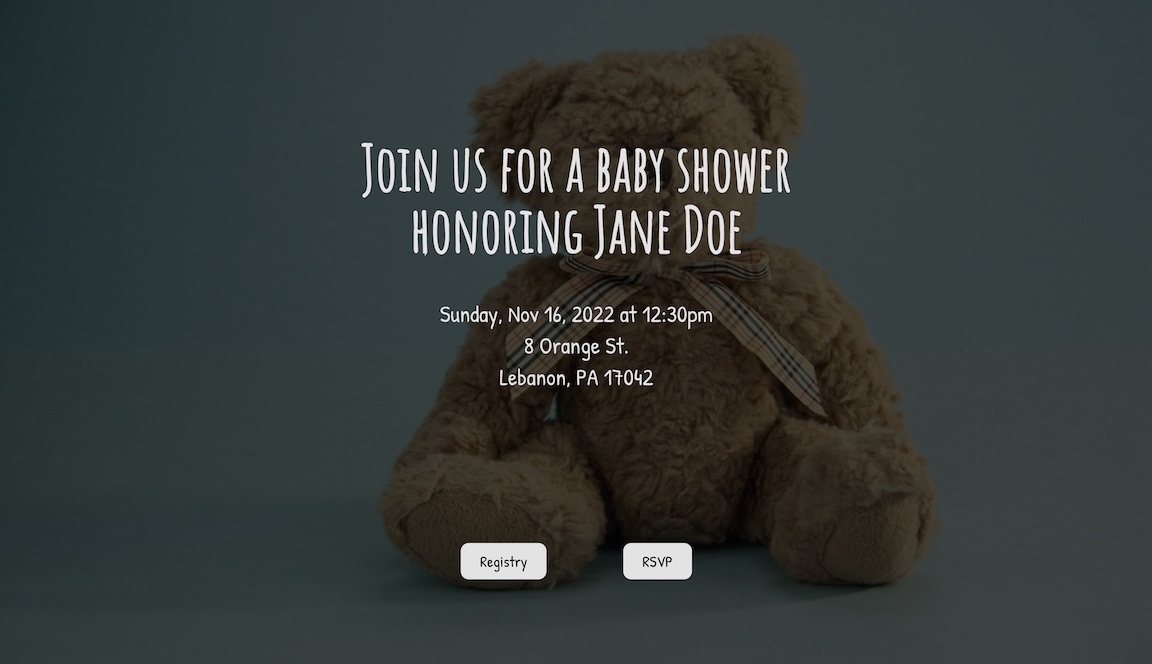 Join us for a baby shower
honoring Jane Doe
Sunday, Nov 16, 2022 at 12:30pm
8 Orange St.
Lebanon, PA 17042
Registry
RSVP